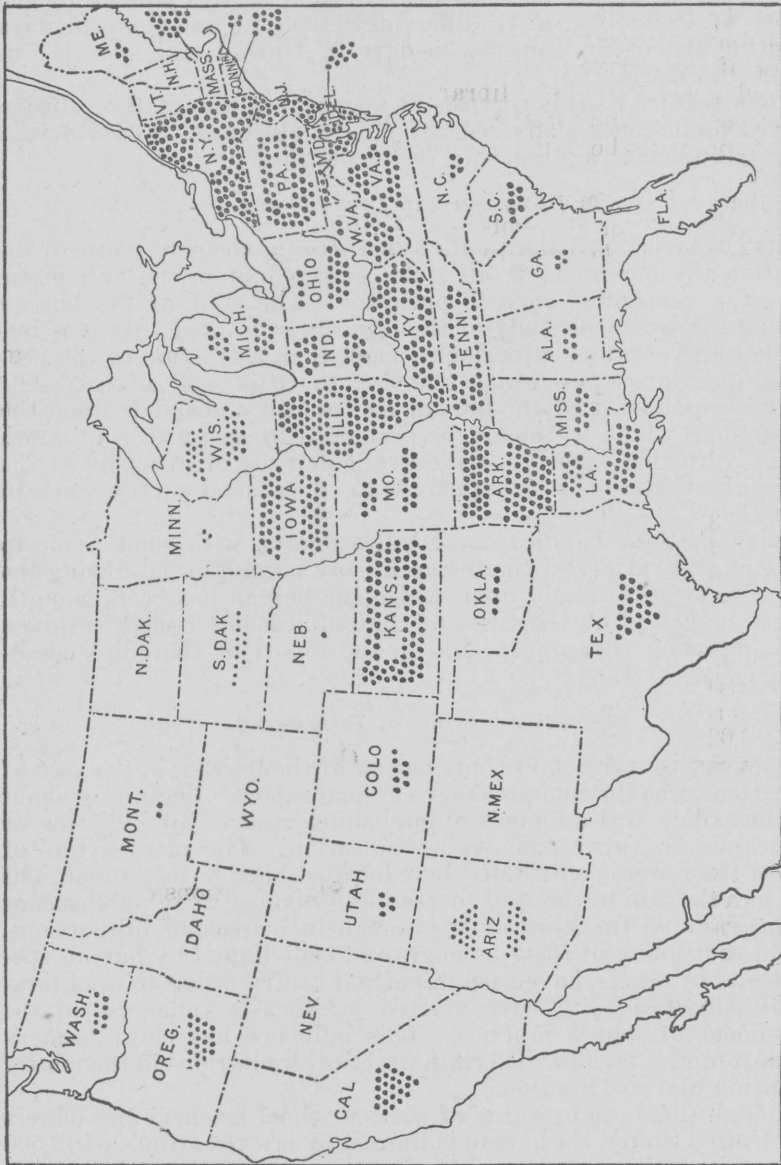 WASH.
OREG.
CAL
NEV
IDAHO
MONT.
WYO.
UTAH
COLO
ARIZ
N.MEX
N.DAK.
S.DAK
NEB
KANS.
OKLA.
TEX
MINN.
IOWA
MO.
ARK.
LA.
WIS.
ILL.
MICH.
IND.
OHIO
KY.
TENN.
MISS.
ALA.
GA.
FLA.
S.C.
N.C.
VA.
W.VA.
MD.
DEL.
PA.
N.J.
N.Y.
CONN.
MASS.
VT.
N.H.
ME.